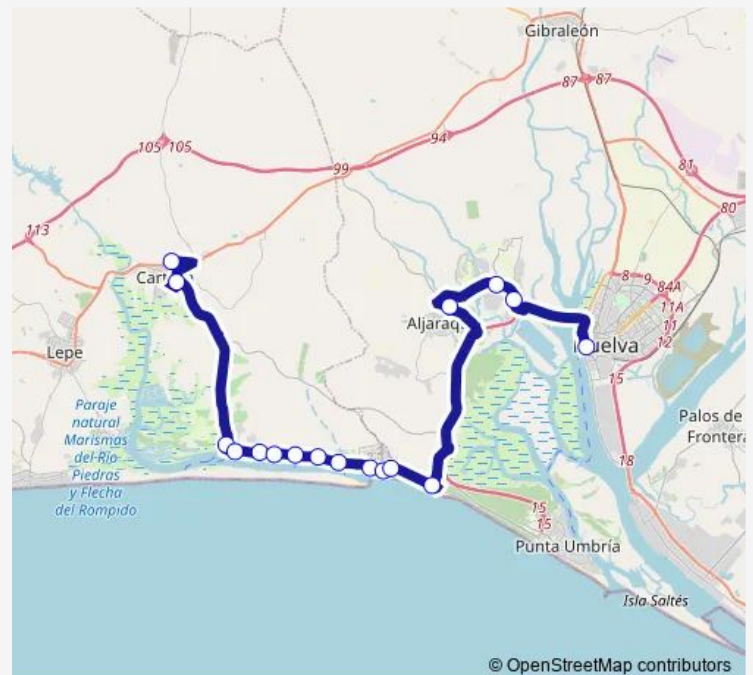 Gibraleón
87
87
94
105
105
99
81
113
80
8
9
84A
11A
11
12
Aljaraq
uelva
Lepe
15
Paraje
natural
Marismas
del Río
Piedras
y Flecha
del Rompido
Palos de
Frontera
18
15
15
Punta Umbría
Isla Saltés
© OpenStreetMap contributors